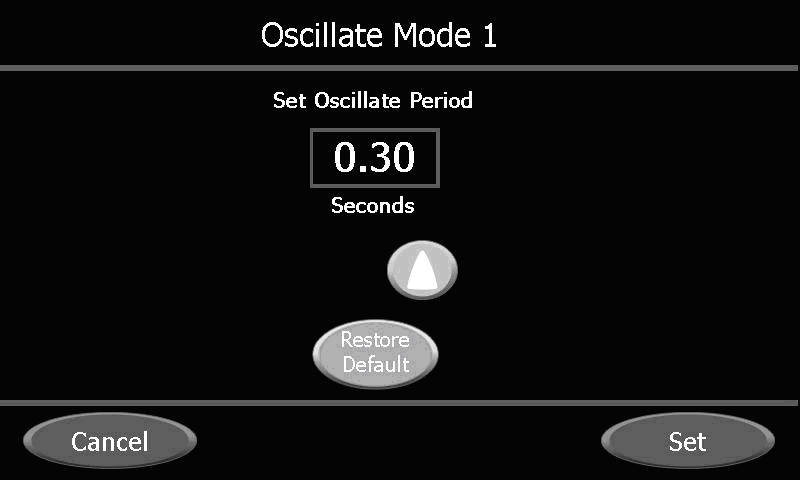 Oscillate Mode 1
Set Oscillate Period
0.30
Seconds
Restore
Default
Cancel
Set